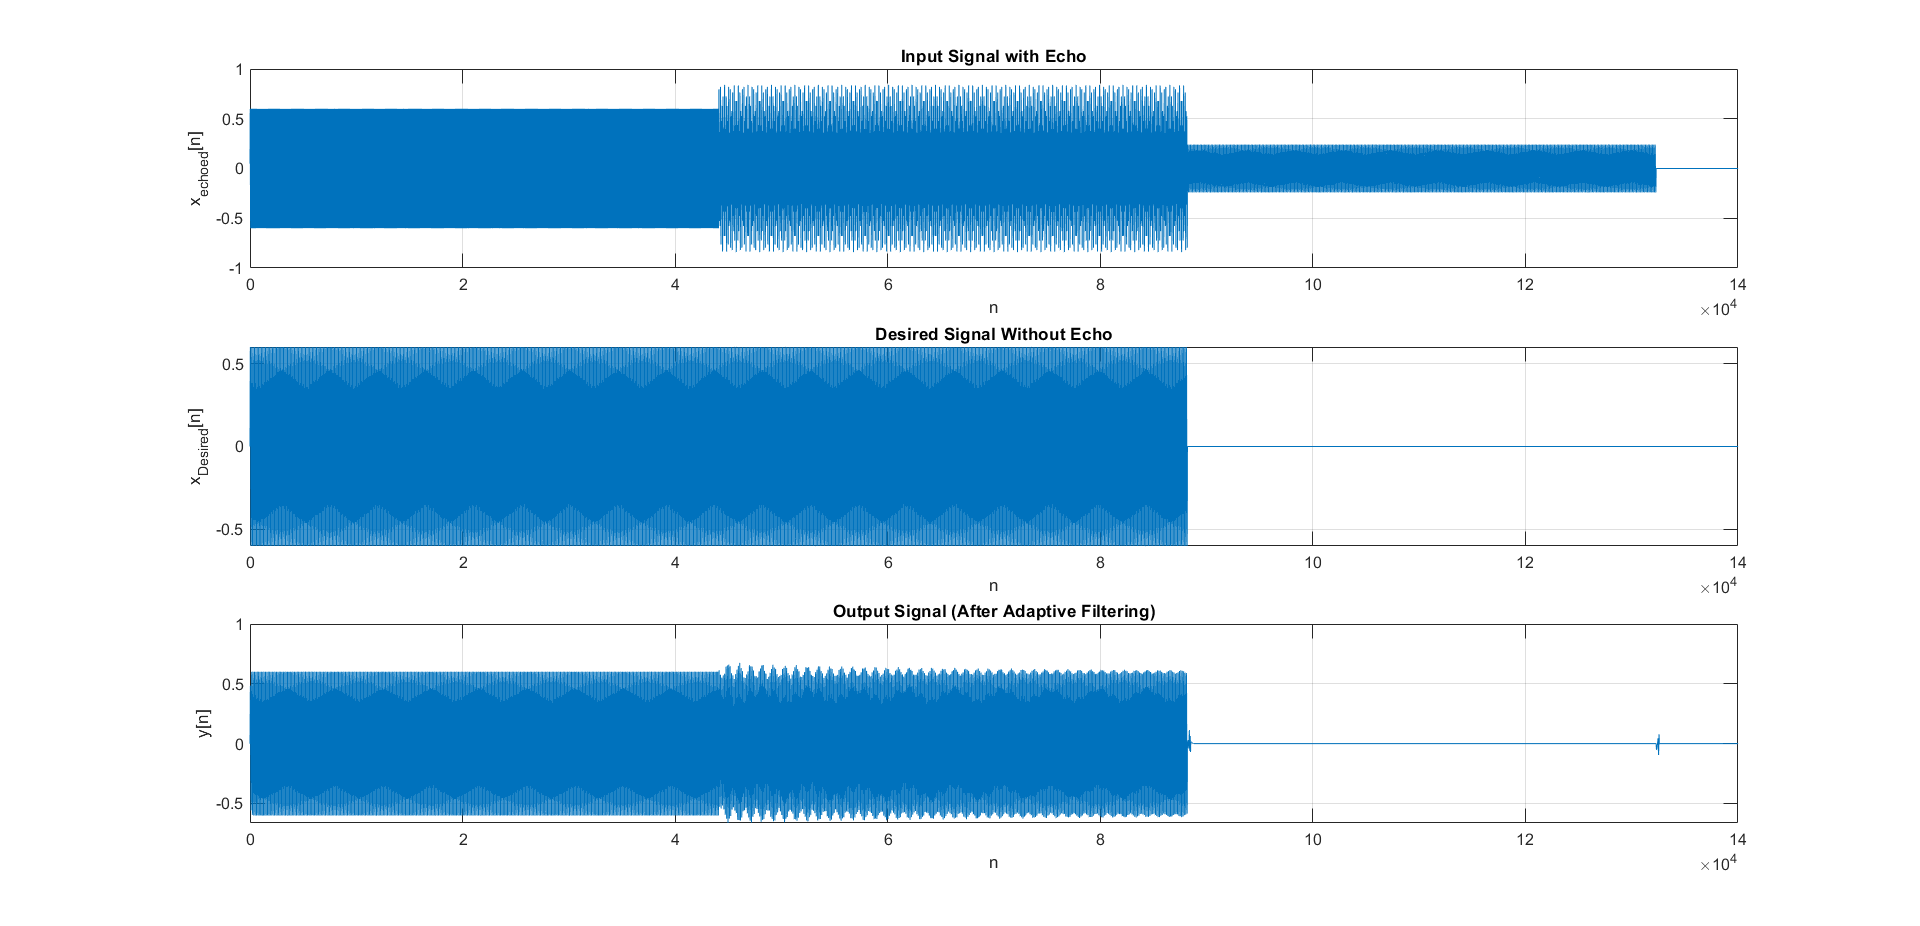 Input Signal with Echo
1
0.5
0
-0.5
-1
x_echoed[n]
0 2 4 6 8 10 12 14
×10^4
n
Desired Signal Without Echo
0.5
0
-0.5
x_Desired[n]
0 2 4 6 8 10 12 14
×10^4
n
Output Signal (After Adaptive Filtering)
1
0.5
0
-0.5
y[n]
0 2 4 6 8 10 12 14
×10^4
n